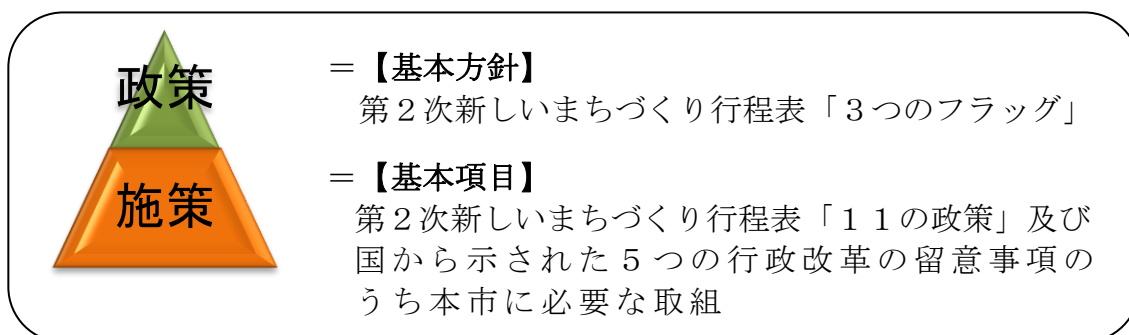 政策
＝【基本方針】
第２次新しいまちづくり行程表「３つのフラッグ」
施策
＝【基本項目】
第２次新しいまちづくり行程表「１１の政策」及び
国から示された５つの行政改革の留意事項の
うち本市に必要な取組